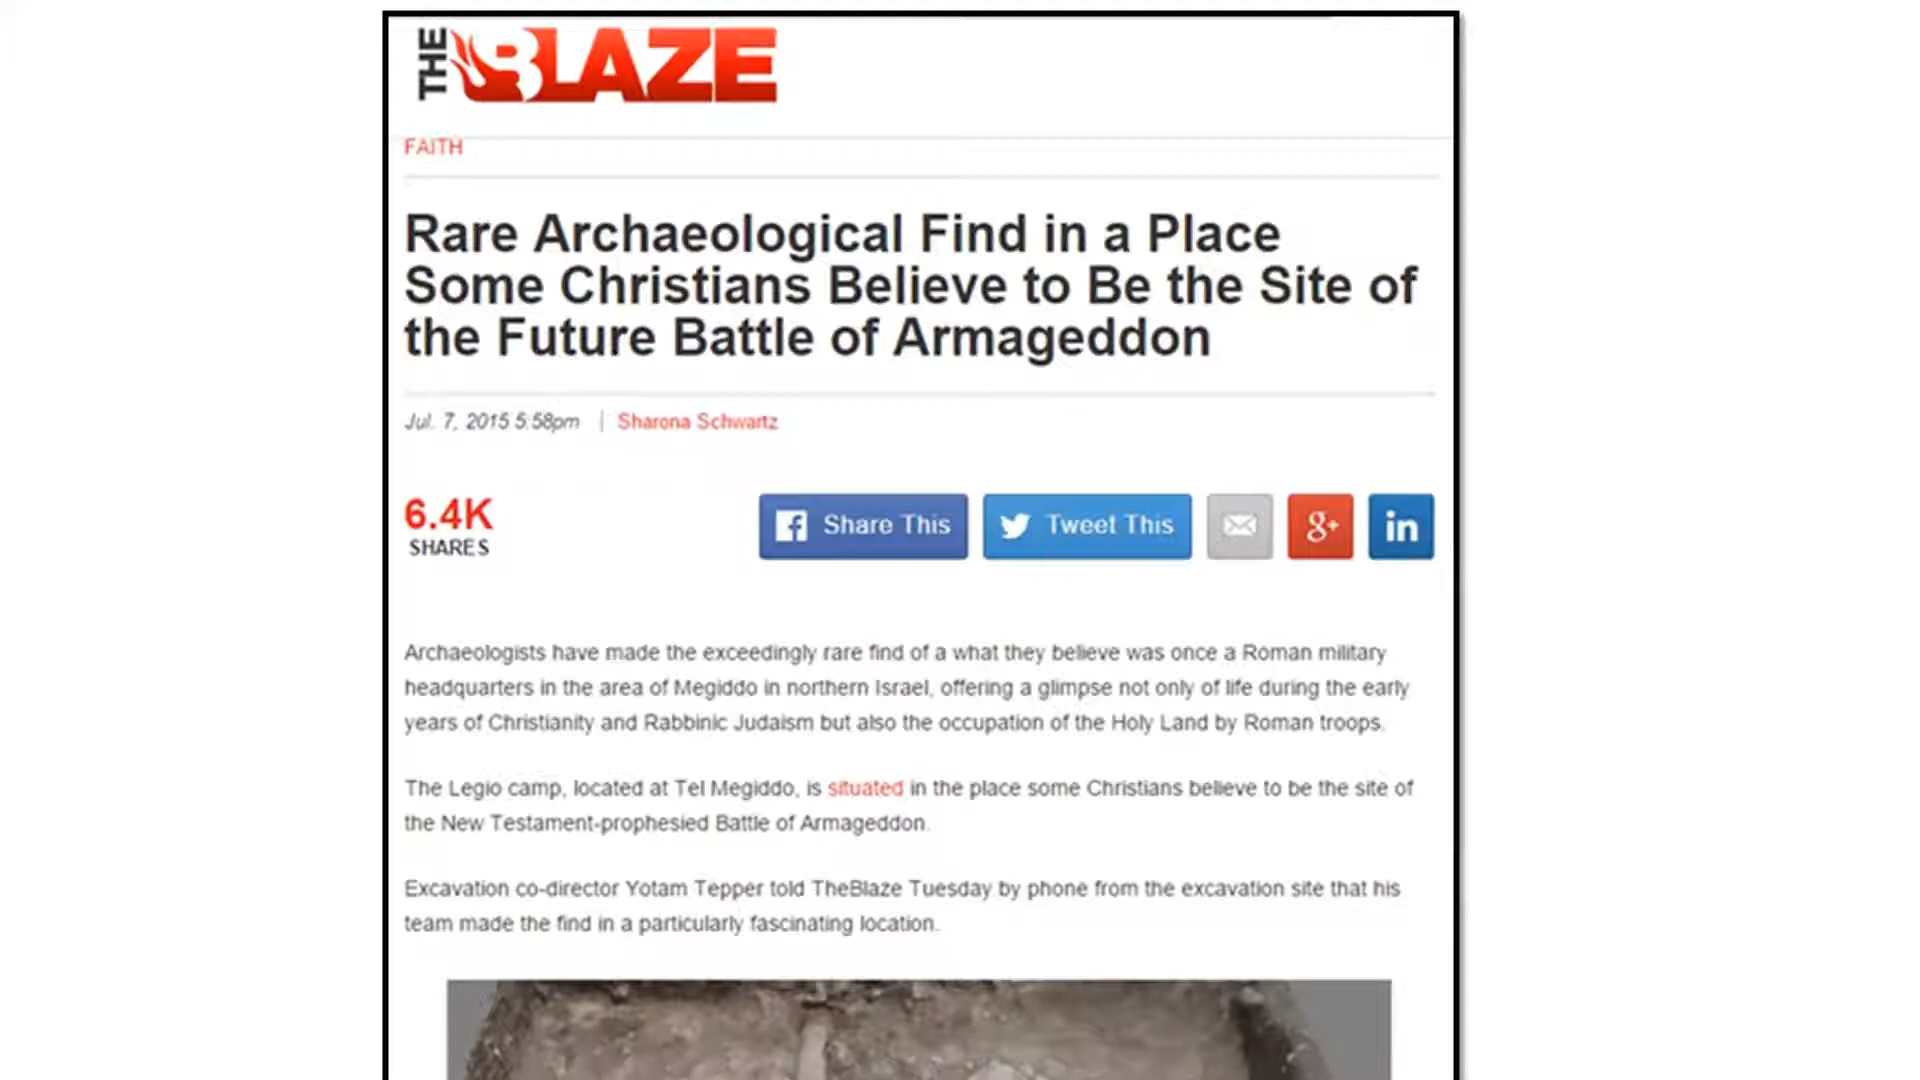 THE BLAZE
FAITH
Rare Archaeological Find in a Place
Some Christians Believe to Be the Site of
the Future Battle of Armageddon
Jul. 7, 2015 5:58pm | Sharona Schwartz
6.4K
SHARES
Share This
Tweet This
g+
in
Archaeologists have made the exceedingly rare find of a what they believe was once a Roman military
headquarters in the area of Megiddo in northern Israel, offering a glimpse not only of life during the early
years of Christianity and Rabbinic Judaism but also the occupation of the Holy Land by Roman troops.
The Legio camp, located at Tel Megiddo, is situated in the place some Christians believe to be the site of
the New Testament-prophesied Battle of Armageddon.
Excavation co-director Yotam Tepper told TheBlaze Tuesday by phone from the excavation site that his
team made the find in a particularly fascinating location.